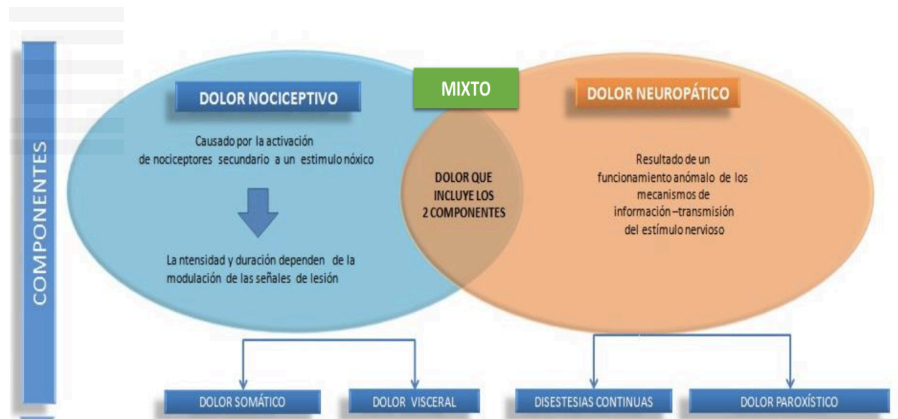 COMPONENTES
DOLOR NOCICEPTIVO
Causado por la activación
de nociceptores secundario a un estimulo nóxico
La ntensidad y duración dependen de la
modulación de las señales de lesión
MIXTO
DOLOR QUE
INCLUYE LOS
2 COMPONENTES
DOLOR NEUROPÁTICO
Resultado de un
funcionamiento anómalo de los
mecanismos de
información –transmisión
del estímulo nervioso
DOLOR SOMÁTICO
DOLOR VISCERAL
DISESTESIAS CONTINUAS
DOLOR PAROXÍSTICO